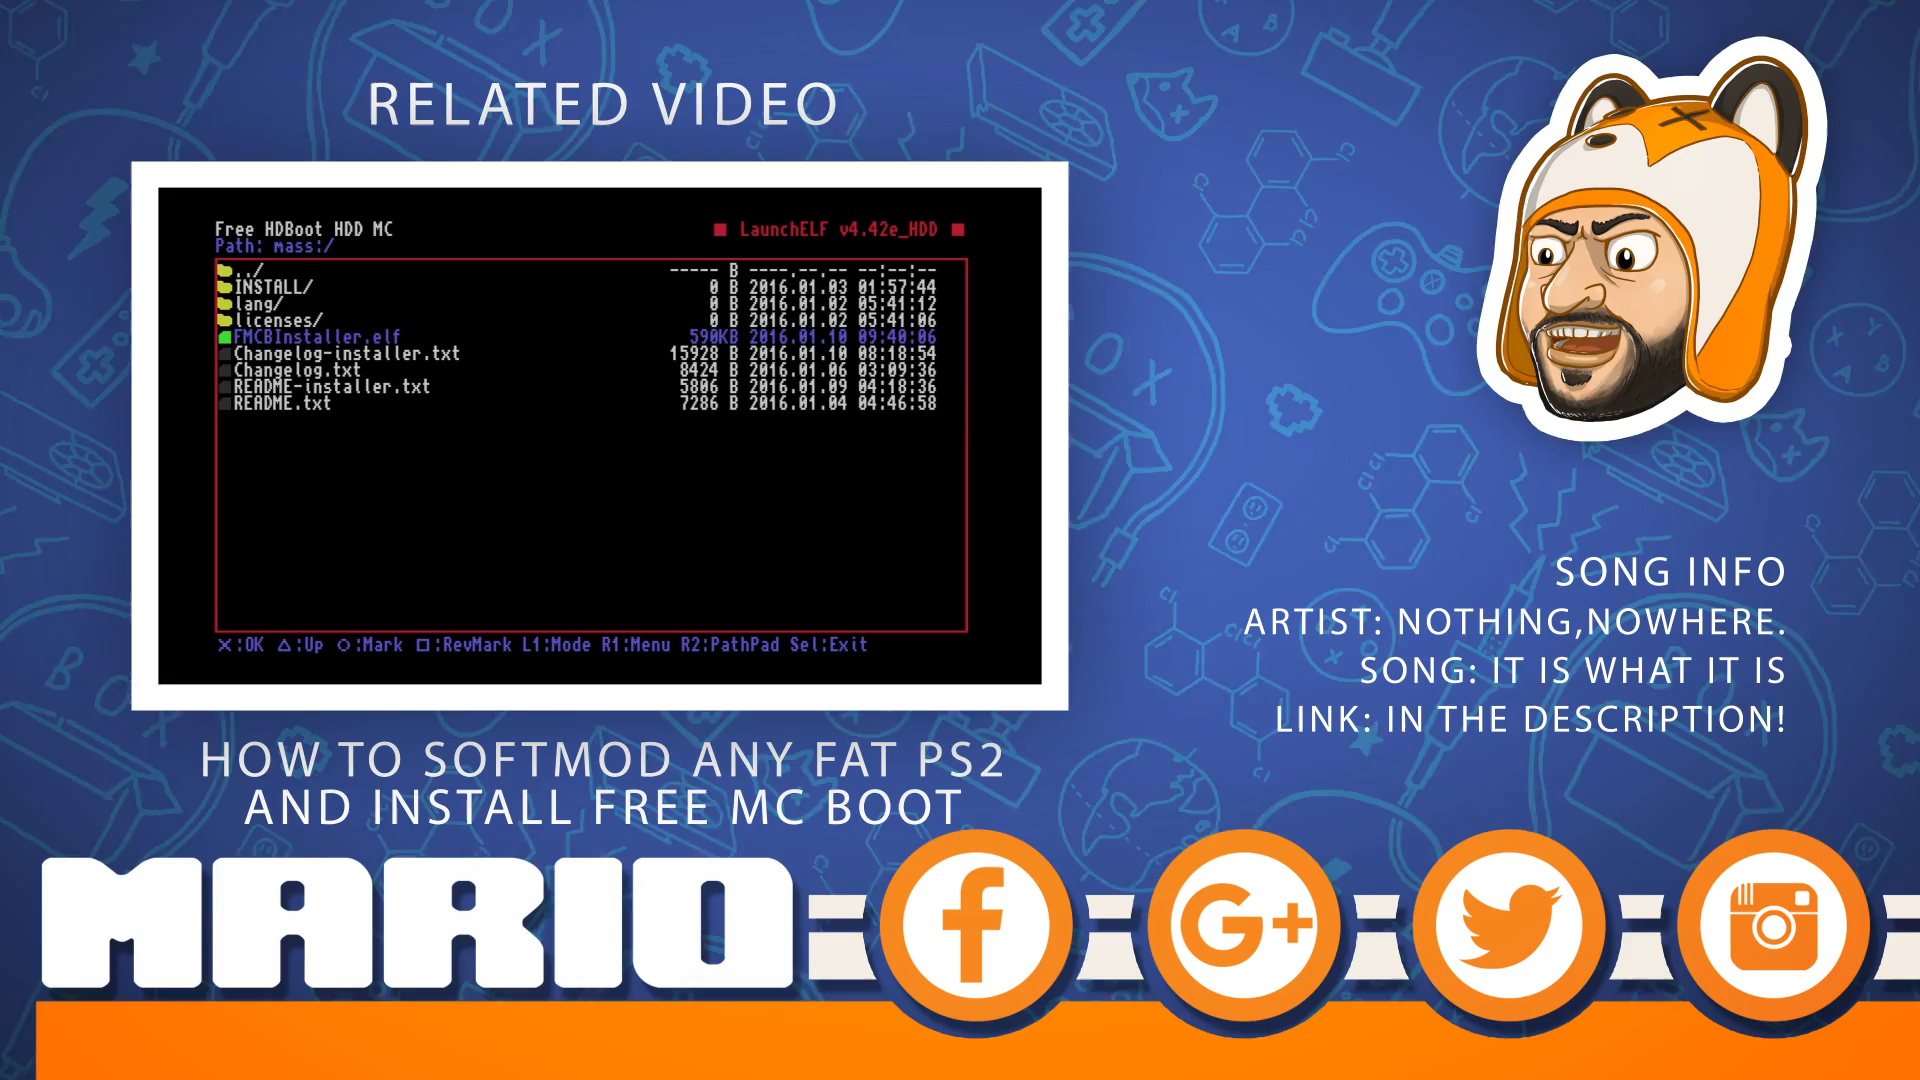 RELATED VIDEO
Free HDBoot HDD MC
■ LaunchELF v4.42e_HDD ■
Path: mass:/
../ ----- B ----.--.-- --:--:--
INSTALL/ 0 B 2016.01.03 01:57:44
lang/ 0 B 2016.01.02 05:41:12
licenses/ 0 B 2016.01.02 05:41:06
FMCBInstaller.elf 590KB 2016.01.10 09:40:06
Changelog-installer.txt 15928 B 2016.01.10 08:18:54
Changelog.txt 8424 B 2016.01.06 03:09:36
README-installer.txt 5806 B 2016.01.09 04:18:36
README.txt 7286 B 2016.01.04 04:46:58
×:OK △:Up ○:Mark □:RevMark L1:Mode R1:Menu R2:PathPad Sel:Exit
HOW TO SOFTMOD ANY FAT PS2
AND INSTALL FREE MC BOOT
SONG INFO
ARTIST: NOTHING,NOWHERE.
SONG: IT IS WHAT IT IS
LINK: IN THE DESCRIPTION!
MARIO
f
G+